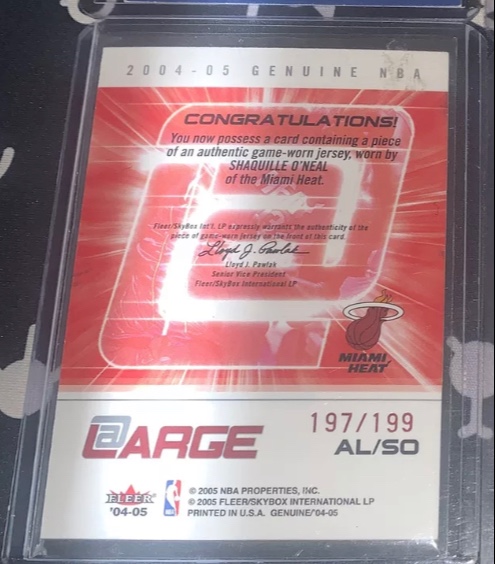 2004-05 GENUINE NBA
CONGRATULATIONS!
You now possess a card containing a piece
of an authentic game-worn jersey, worn by
SHAQUILLE O'NEAL
of the Miami Heat.
Fleer/SkyBox Int'l. LP expressly warrants the authenticity of the
piece of game-worn jersey on the front of this card.
Lloyd J. Pawlak
Lloyd J. Pawlak
Senior Vice President
Fleer/SkyBox International LP
MIAMI
HEAT
@LARGE
197/199
AL/SO
FLEER
'04-05
NBA
© 2005 NBA PROPERTIES, INC.
© 2005 FLEER/SKYBOX INTERNATIONAL LP
PRINTED IN U.S.A. GENUINE/'04-05